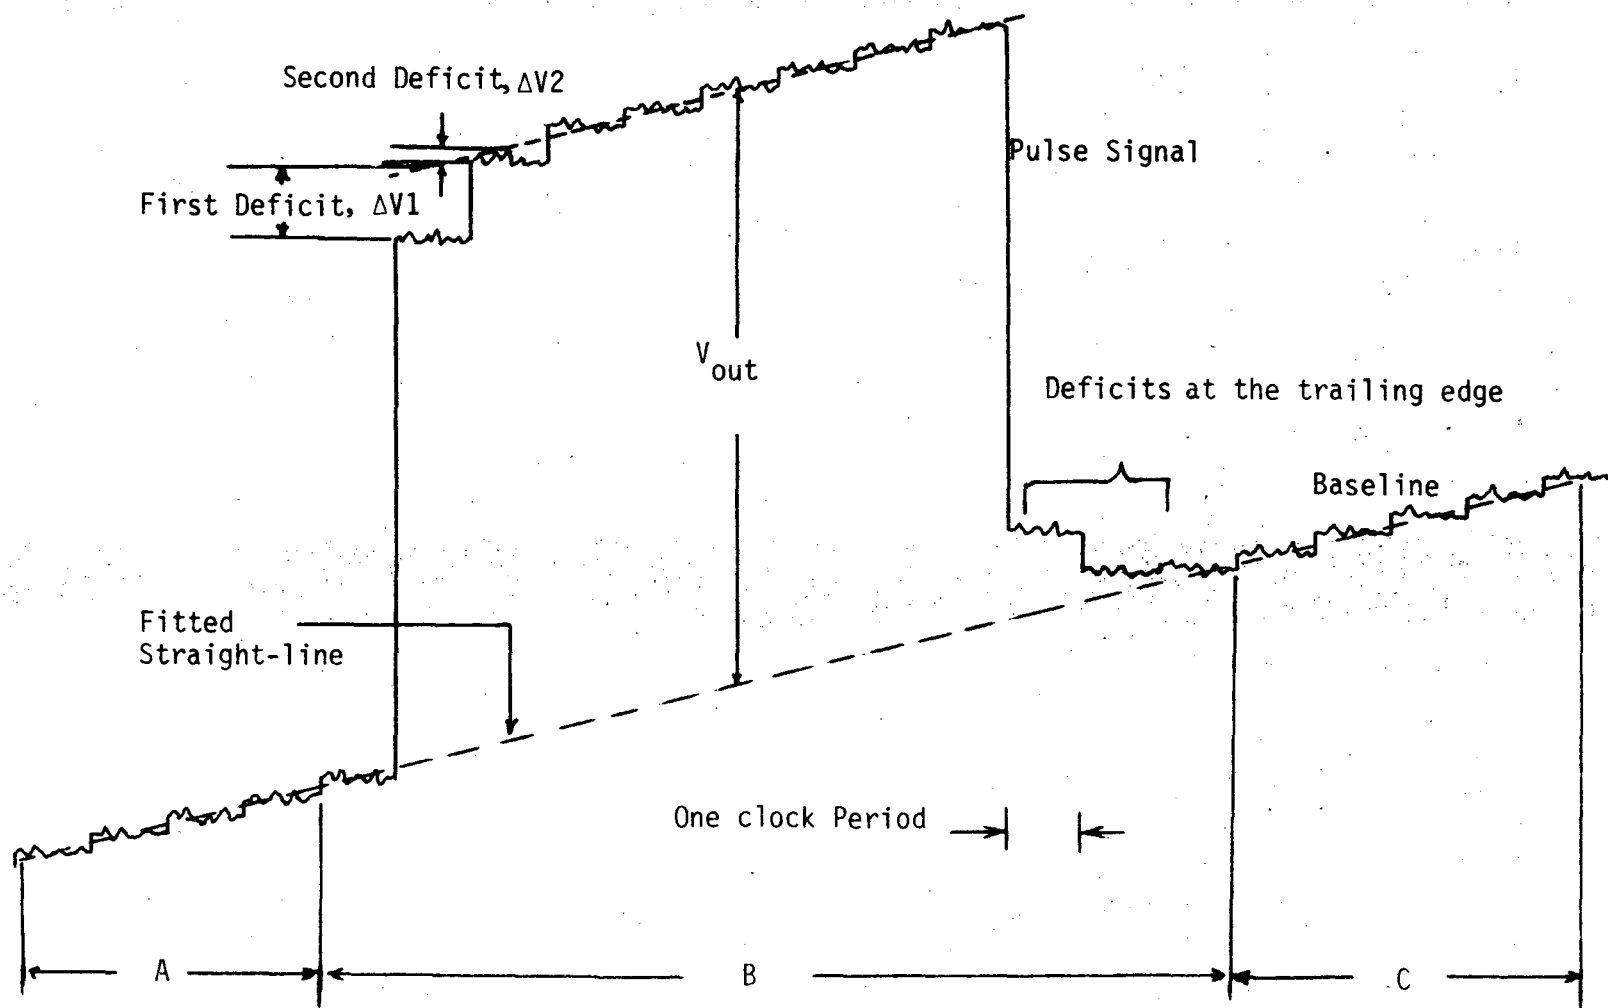 Second Deficit, ΔV2
Pulse Signal
First Deficit, ΔV1
Vout
Deficits at the trailing edge
Baseline
Fitted
Straight-line
One clock Period
A
B
C